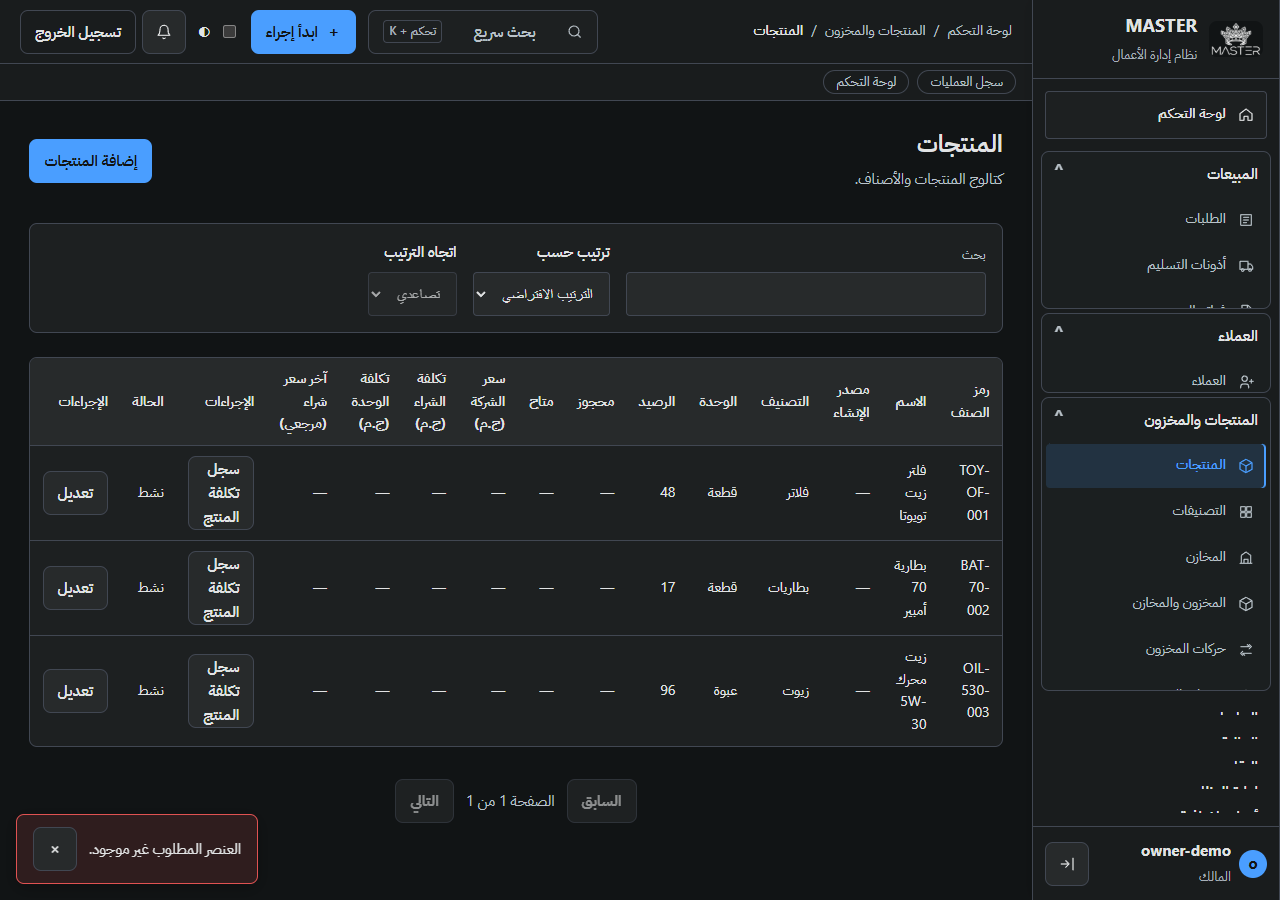 MASTER
نظام إدارة الأعمال
MASTER
لوحة التحكم
المبيعات
^
الطلبات
أذونات التسليم
العملاء
^
العملاء
المنتجات والمخزون
^
المنتجات
التصنيفات
المخازن
المخزون والمخازن
حركات المخزون
owner-demo
المالك
o
لوحة التحكم / المنتجات والمخزون / المنتجات
بحث سريع
تحكم + K
+ ابدأ إجراء
تسجيل الخروج
سجل العمليات
لوحة التحكم
المنتجات
كتالوج المنتجات والأصناف.
إضافة المنتجات
بحث
ترتيب حسب
اتجاه الترتيب
الترتيب الافتراضي
تصاعدي
رمز الصنف
مصدر الإنشاء
الاسم
التصنيف
الوحدة
الرصيد
محجوز
متاح
سعر الشركة (ج.م)
تكلفة الشراء (ج.م)
تكلفة الوحدة (ج.م)
آخر سعر شراء (مرجعي)
الإجراءات
الحالة
الإجراءات
TOY-OF-001
فلتر زيت تويوتا
—
فلاتر
قطعة
48
—
—
—
—
—
—
سجل تكلفة المنتج
نشط
تعديل
BAT-70-002
بطارية 70 أمبير
—
بطاريات
قطعة
17
—
—
—
—
—
—
سجل تكلفة المنتج
نشط
تعديل
OIL-530-003
زيت محرك 5W-30
—
زيوت
عبوة
96
—
—
—
—
—
—
سجل تكلفة المنتج
نشط
تعديل
السابق
الصفحة 1 من 1
التالي
العنصر المطلوب غير موجود.
×